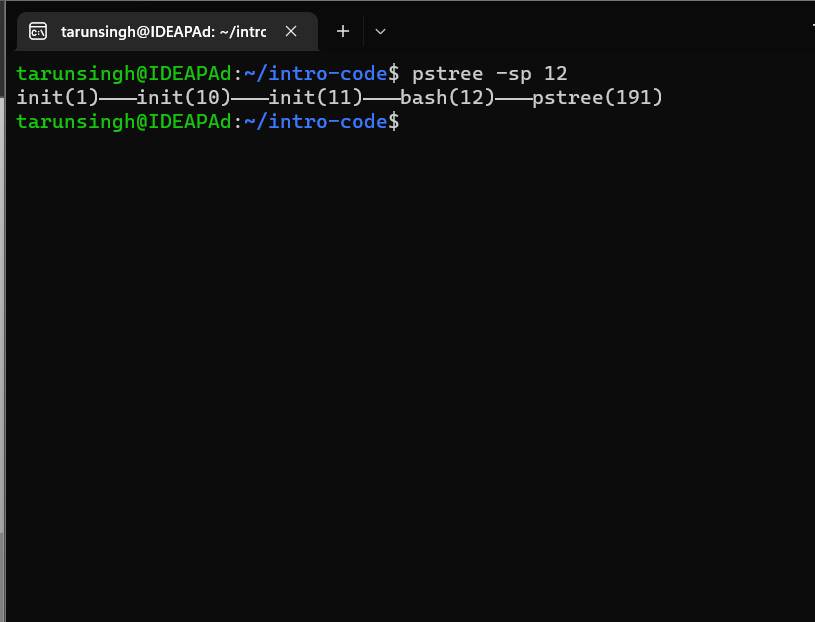 tarunsingh@IDEAPAd: ~/intrc
tarunsingh@IDEAPAd:~/intro-code$ pstree -sp 12
init(1)───init(10)───init(11)───bash(12)───pstree(191)
tarunsingh@IDEAPAd:~/intro-code$